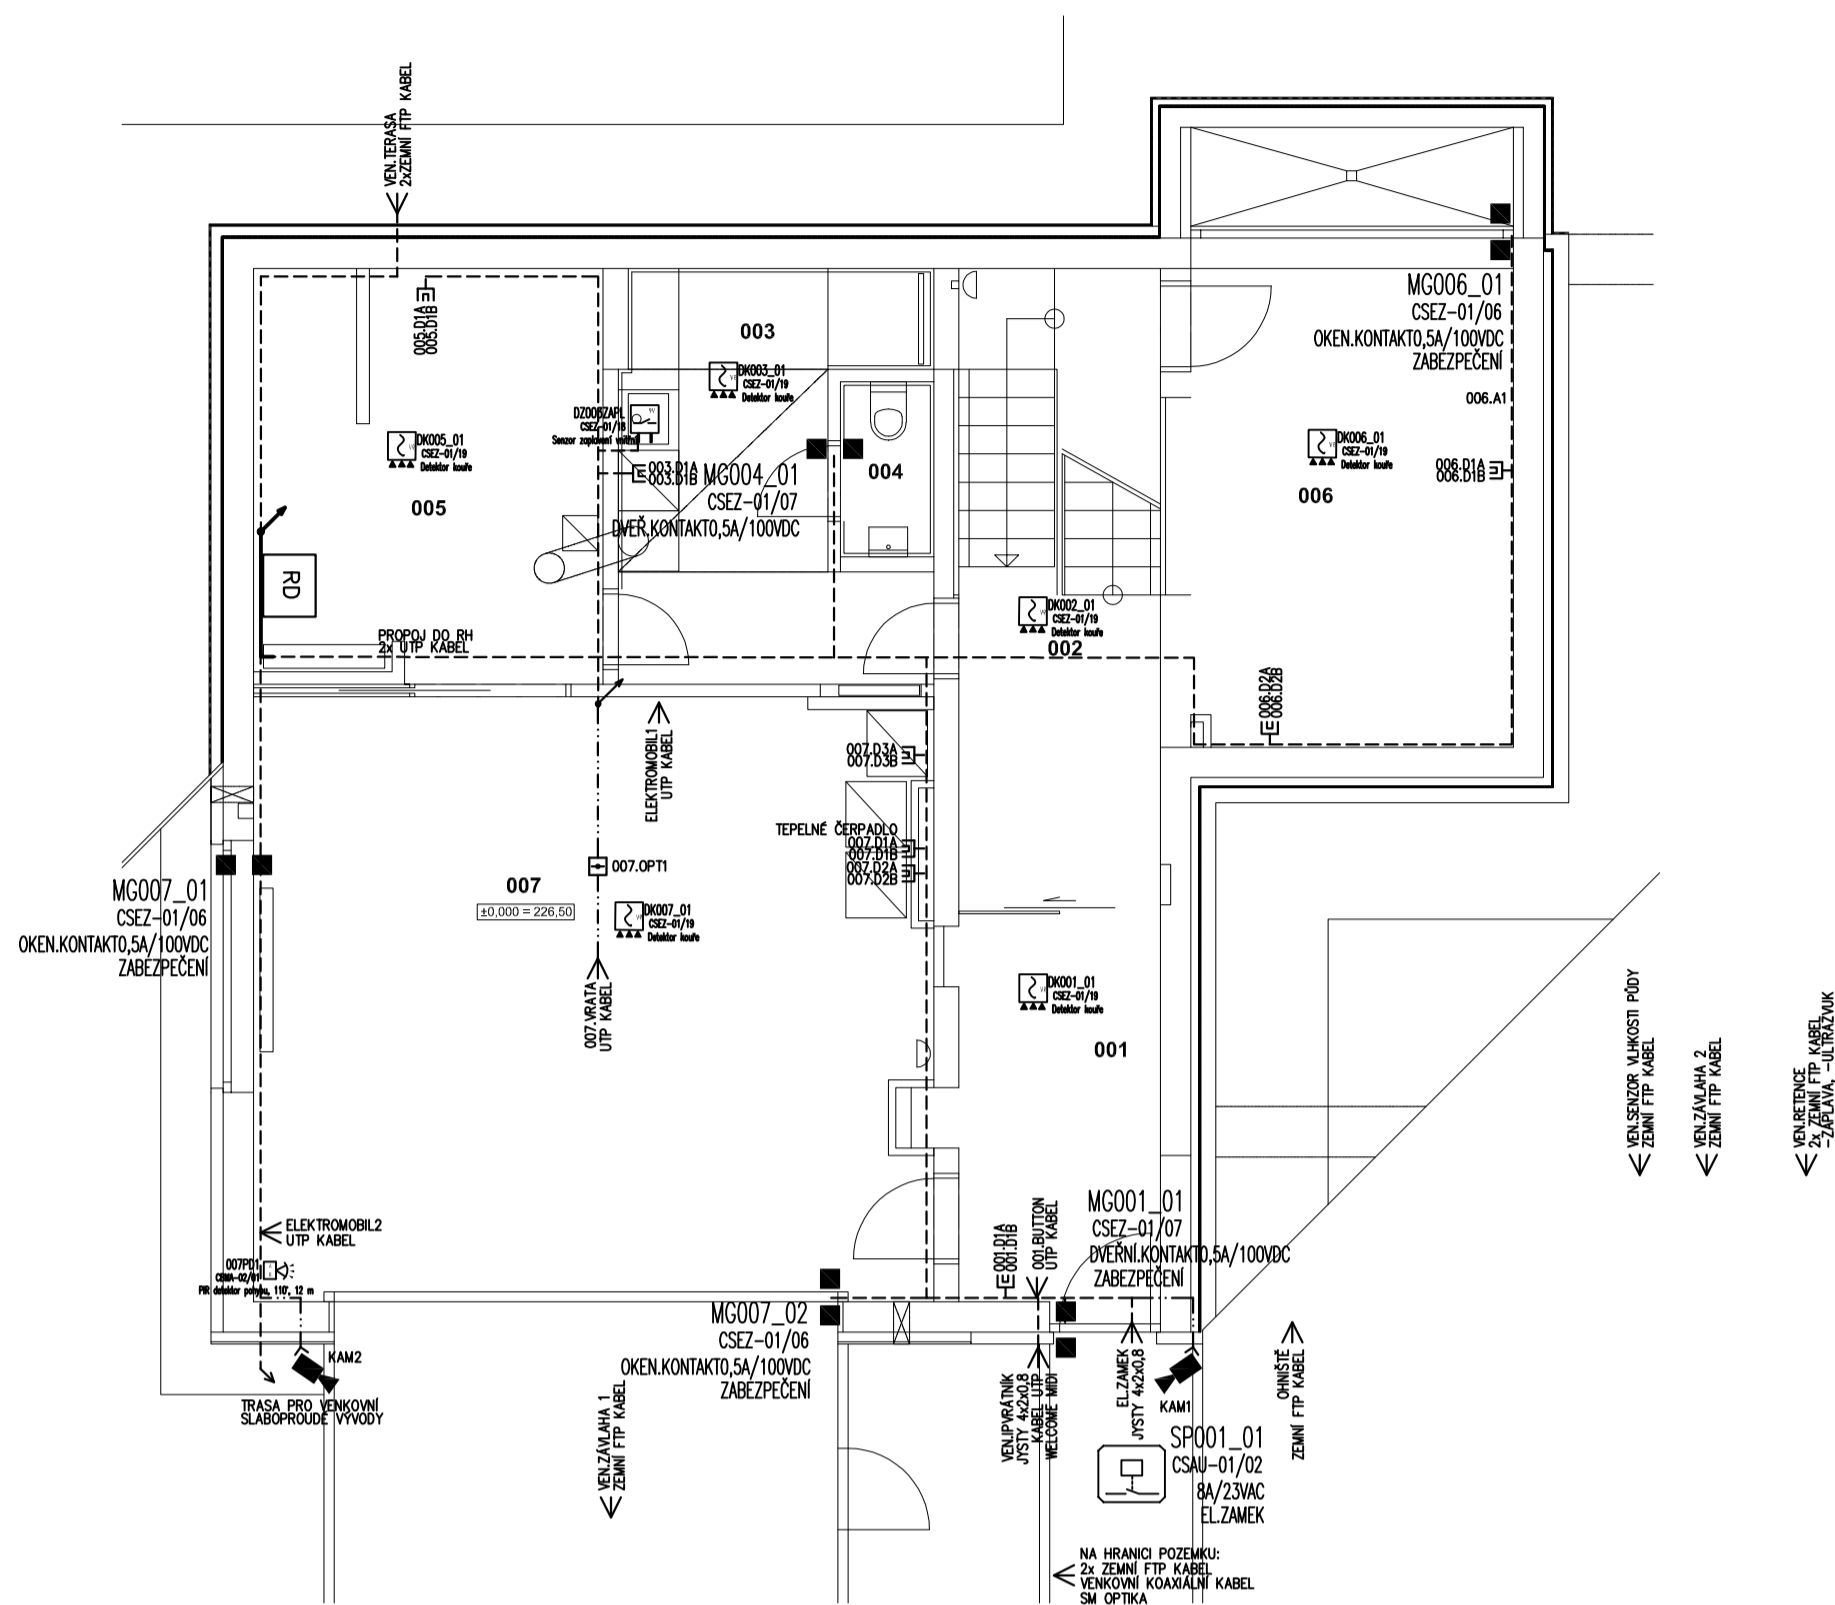 VEN.TERASA
2xZEMNÍ FTP KABEL
005.D1A
005.D1B
003
DK003_01
CSEZ-01/19
Detektor kouře
DZ006ZAPL
CSEZ-01/18
Senzor zaplavení vnitřní
003.D1A
003.D1B
MG004_01
CSEZ-01/07
DVEŘ.KONTAKT0,5A/100VDC
004
DK005_01
CSEZ-01/19
Detektor kouře
005
RD
PROPOJ DO RH
2x UTP KABEL
MG006_01
CSEZ-01/06
OKEN.KONTAKT0,5A/100VDC
ZABEZPEČENÍ
006.A1
DK006_01
CSEZ-01/19
Detektor kouře
006.D1A
006.D1B
006
DK002_01
CSEZ-01/19
Detektor kouře
002
006.D2A
006.D2B
ELEKTROMOBIL1
UTP KABEL
007.D3A
007.D3B
TEPELNÉ ČERPADLO
007.D1A
007.D1B
007.D2A
007.D2B
007.OPT1
007
±0,000 = 226,50
DK007_01
CSEZ-01/19
Detektor kouře
MG007_01
CSEZ-01/06
OKEN.KONTAKT0,5A/100VDC
ZABEZPEČENÍ
007.VRATA
UTP KABEL
DK001_01
CSEZ-01/19
Detektor kouře
001
VEN.SENZOR VLHKOSTI PŮDY
ZEMNÍ FTP KABEL
VEN.ZÁVLAHA 2
ZEMNÍ FTP KABEL
VEN.RETENCE
2x ZEMNÍ FTP KABEL
-ZÁPLAVA, -ULTRAZVUK
ELEKTROMOBIL2
UTP KABEL
007PD1
CEMA-02/01
PIR detektor pohybu, 110°, 12 m
001.D1A
001.D1B
001.BUTTON
UTP KABEL
MG001_01
CSEZ-01/07
DVEŘNÍ.KONTAKT0,5A/100VDC
ZABEZPEČENÍ
MG007_02
CSEZ-01/06
OKEN.KONTAKT0,5A/100VDC
ZABEZPEČENÍ
KAM2
TRASA PRO VENKOVNÍ
SLABOPROUDÉ VÝVODY
VEN.ZÁVLAHA 1
ZEMNÍ FTP KABEL
VEN.IPVRÁTNÍK
JYSTY 4x2x0,8
KABEL UTP
WELCOME MIDI
EL.ZAMEK
JYSTY 4x2x0,8
KAM1
OHNIŠTĚ
ZEMNÍ FTP KABEL
SP001_01
CSAU-01/02
8A/23VAC
EL.ZAMEK
NA HRANICI POZEMKU:
2x ZEMNÍ FTP KABEL
VENKOVNÍ KOAXIÁLNÍ KABEL
SM OPTIKA